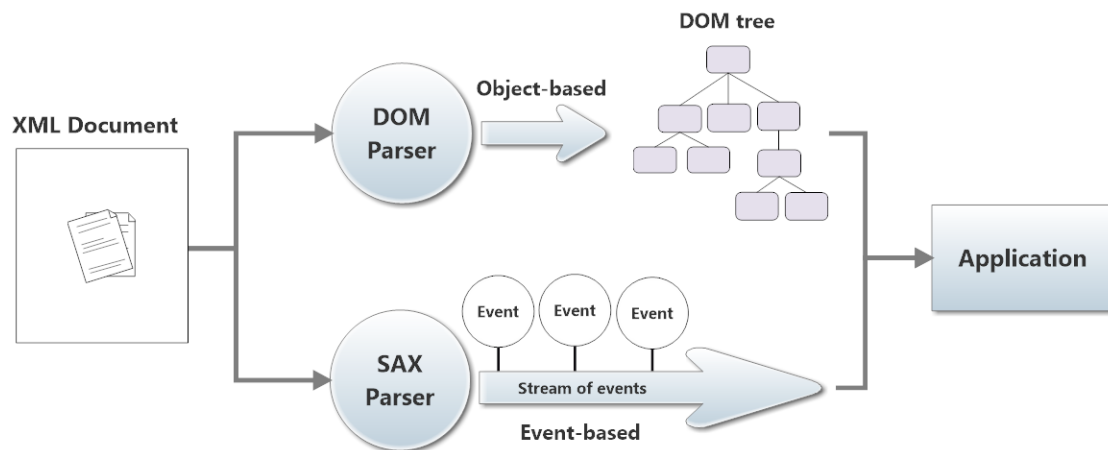 DOM tree
Object-based
XML Document
DOM
Parser
Application
Event
Event
Event
SAX
Parser
Stream of events
Event-based